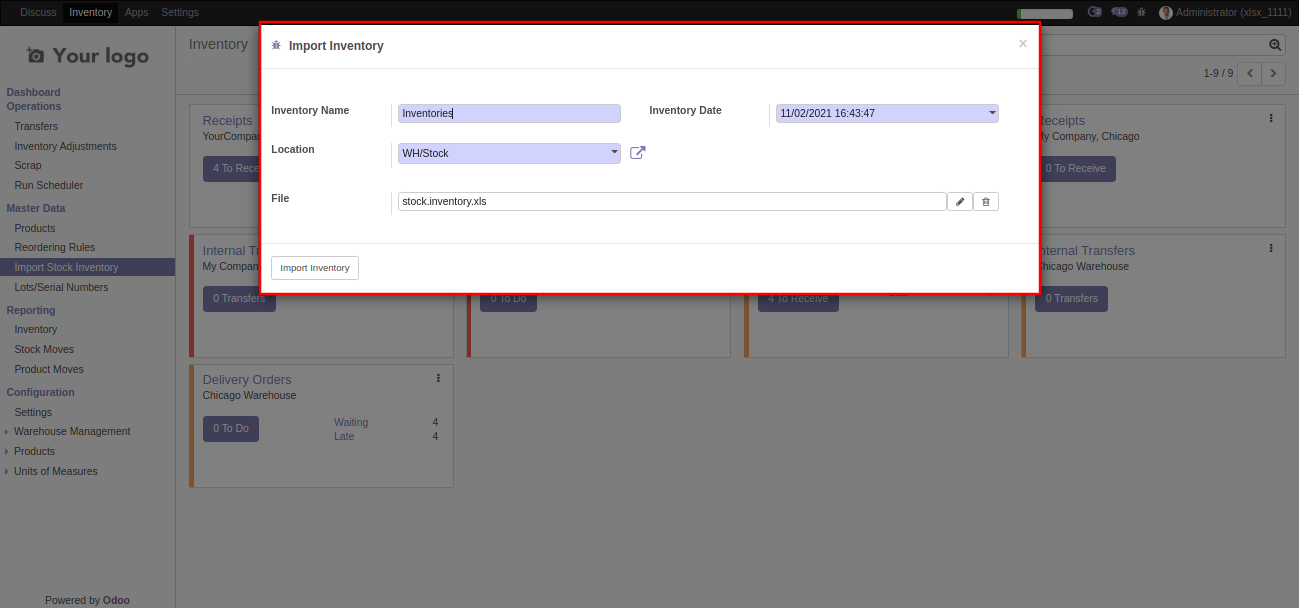 Discuss Inventory Apps Settings
2 12 Administrator (xlsx_1111)
Your logo
Dashboard
Operations
Transfers
Inventory Adjustments
Scrap
Run Scheduler
Master Data
Products
Reordering Rules
Import Stock Inventory
Lots/Serial Numbers
Reporting
Inventory
Stock Moves
Product Moves
Configuration
Settings
Warehouse Management
Products
Units of Measures
Powered by Odoo
Inventory
1-9 / 9
Import Inventory
×
Inventory Name
Inventories
Inventory Date
11/02/2021 16:43:47
Location
WH/Stock
File
stock.inventory.xls
Import Inventory
Receipts
4 To
Receipts
My Company, Chicago
0 To Receive
Internal
My
0 Transfers
0 To Do
4 To Receive
Internal Transfers
Chicago Warehouse
0 Transfers
Delivery Orders
Chicago Warehouse
0 To Do
Waiting 4
Late 4